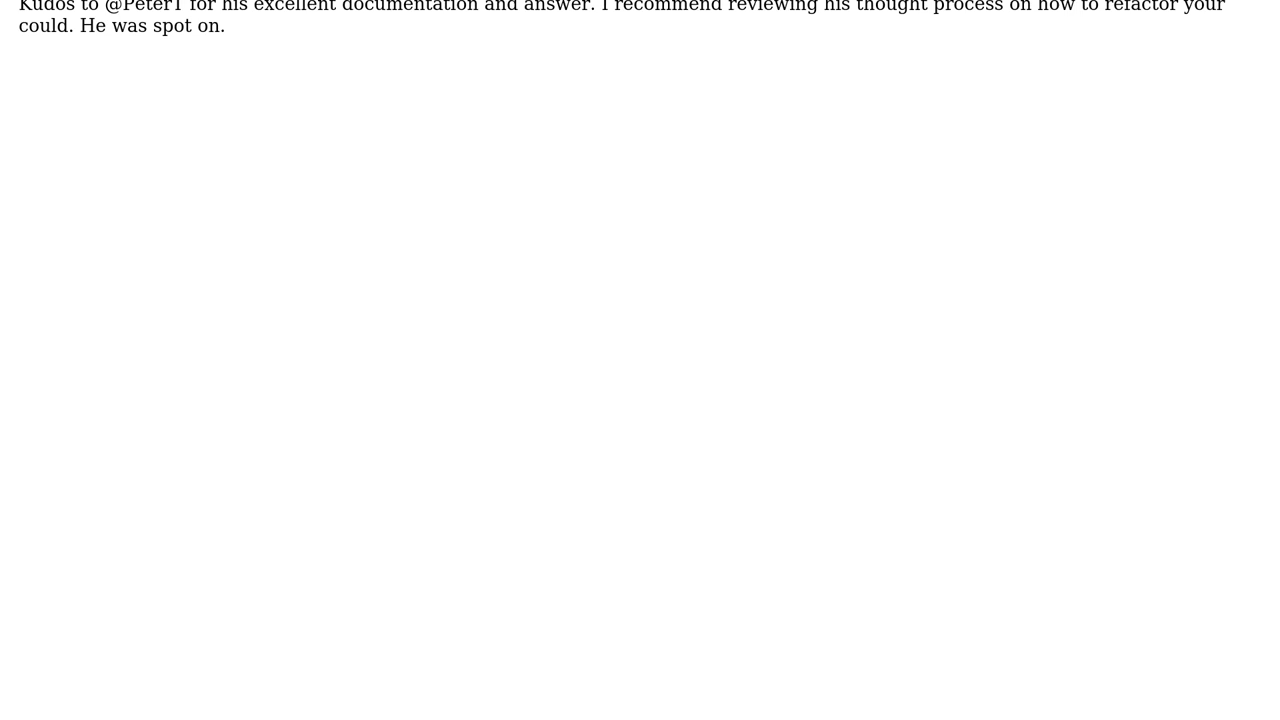 Kudos to @PeterT for his excellent documentation and answer. I recommend reviewing his thought process on how to refactor your
could. He was spot on.